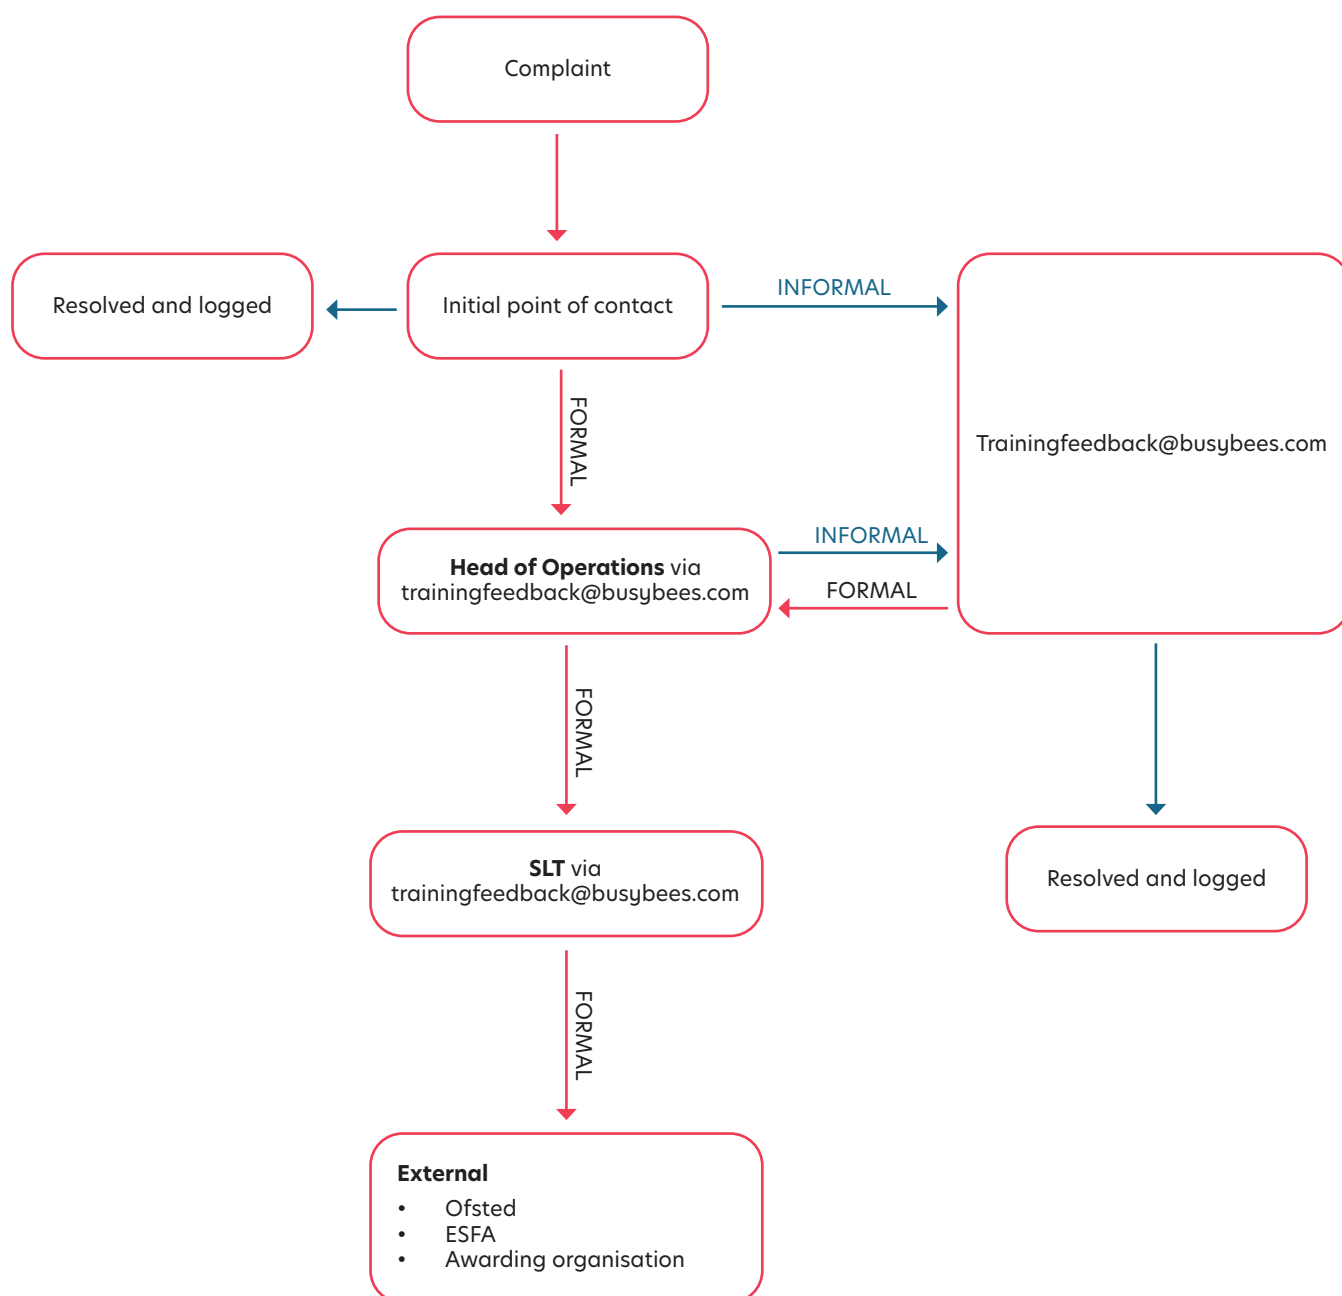 Complaint
Resolved and logged
Initial point of contact
INFORMAL
Trainingfeedback@busybees.com
FORMAL
Head of Operations via
trainingfeedback@busybees.com
INFORMAL
FORMAL
FORMAL
SLT via
trainingfeedback@busybees.com
Resolved and logged
FORMAL
External
• Ofsted
• ESFA
• Awarding organisation